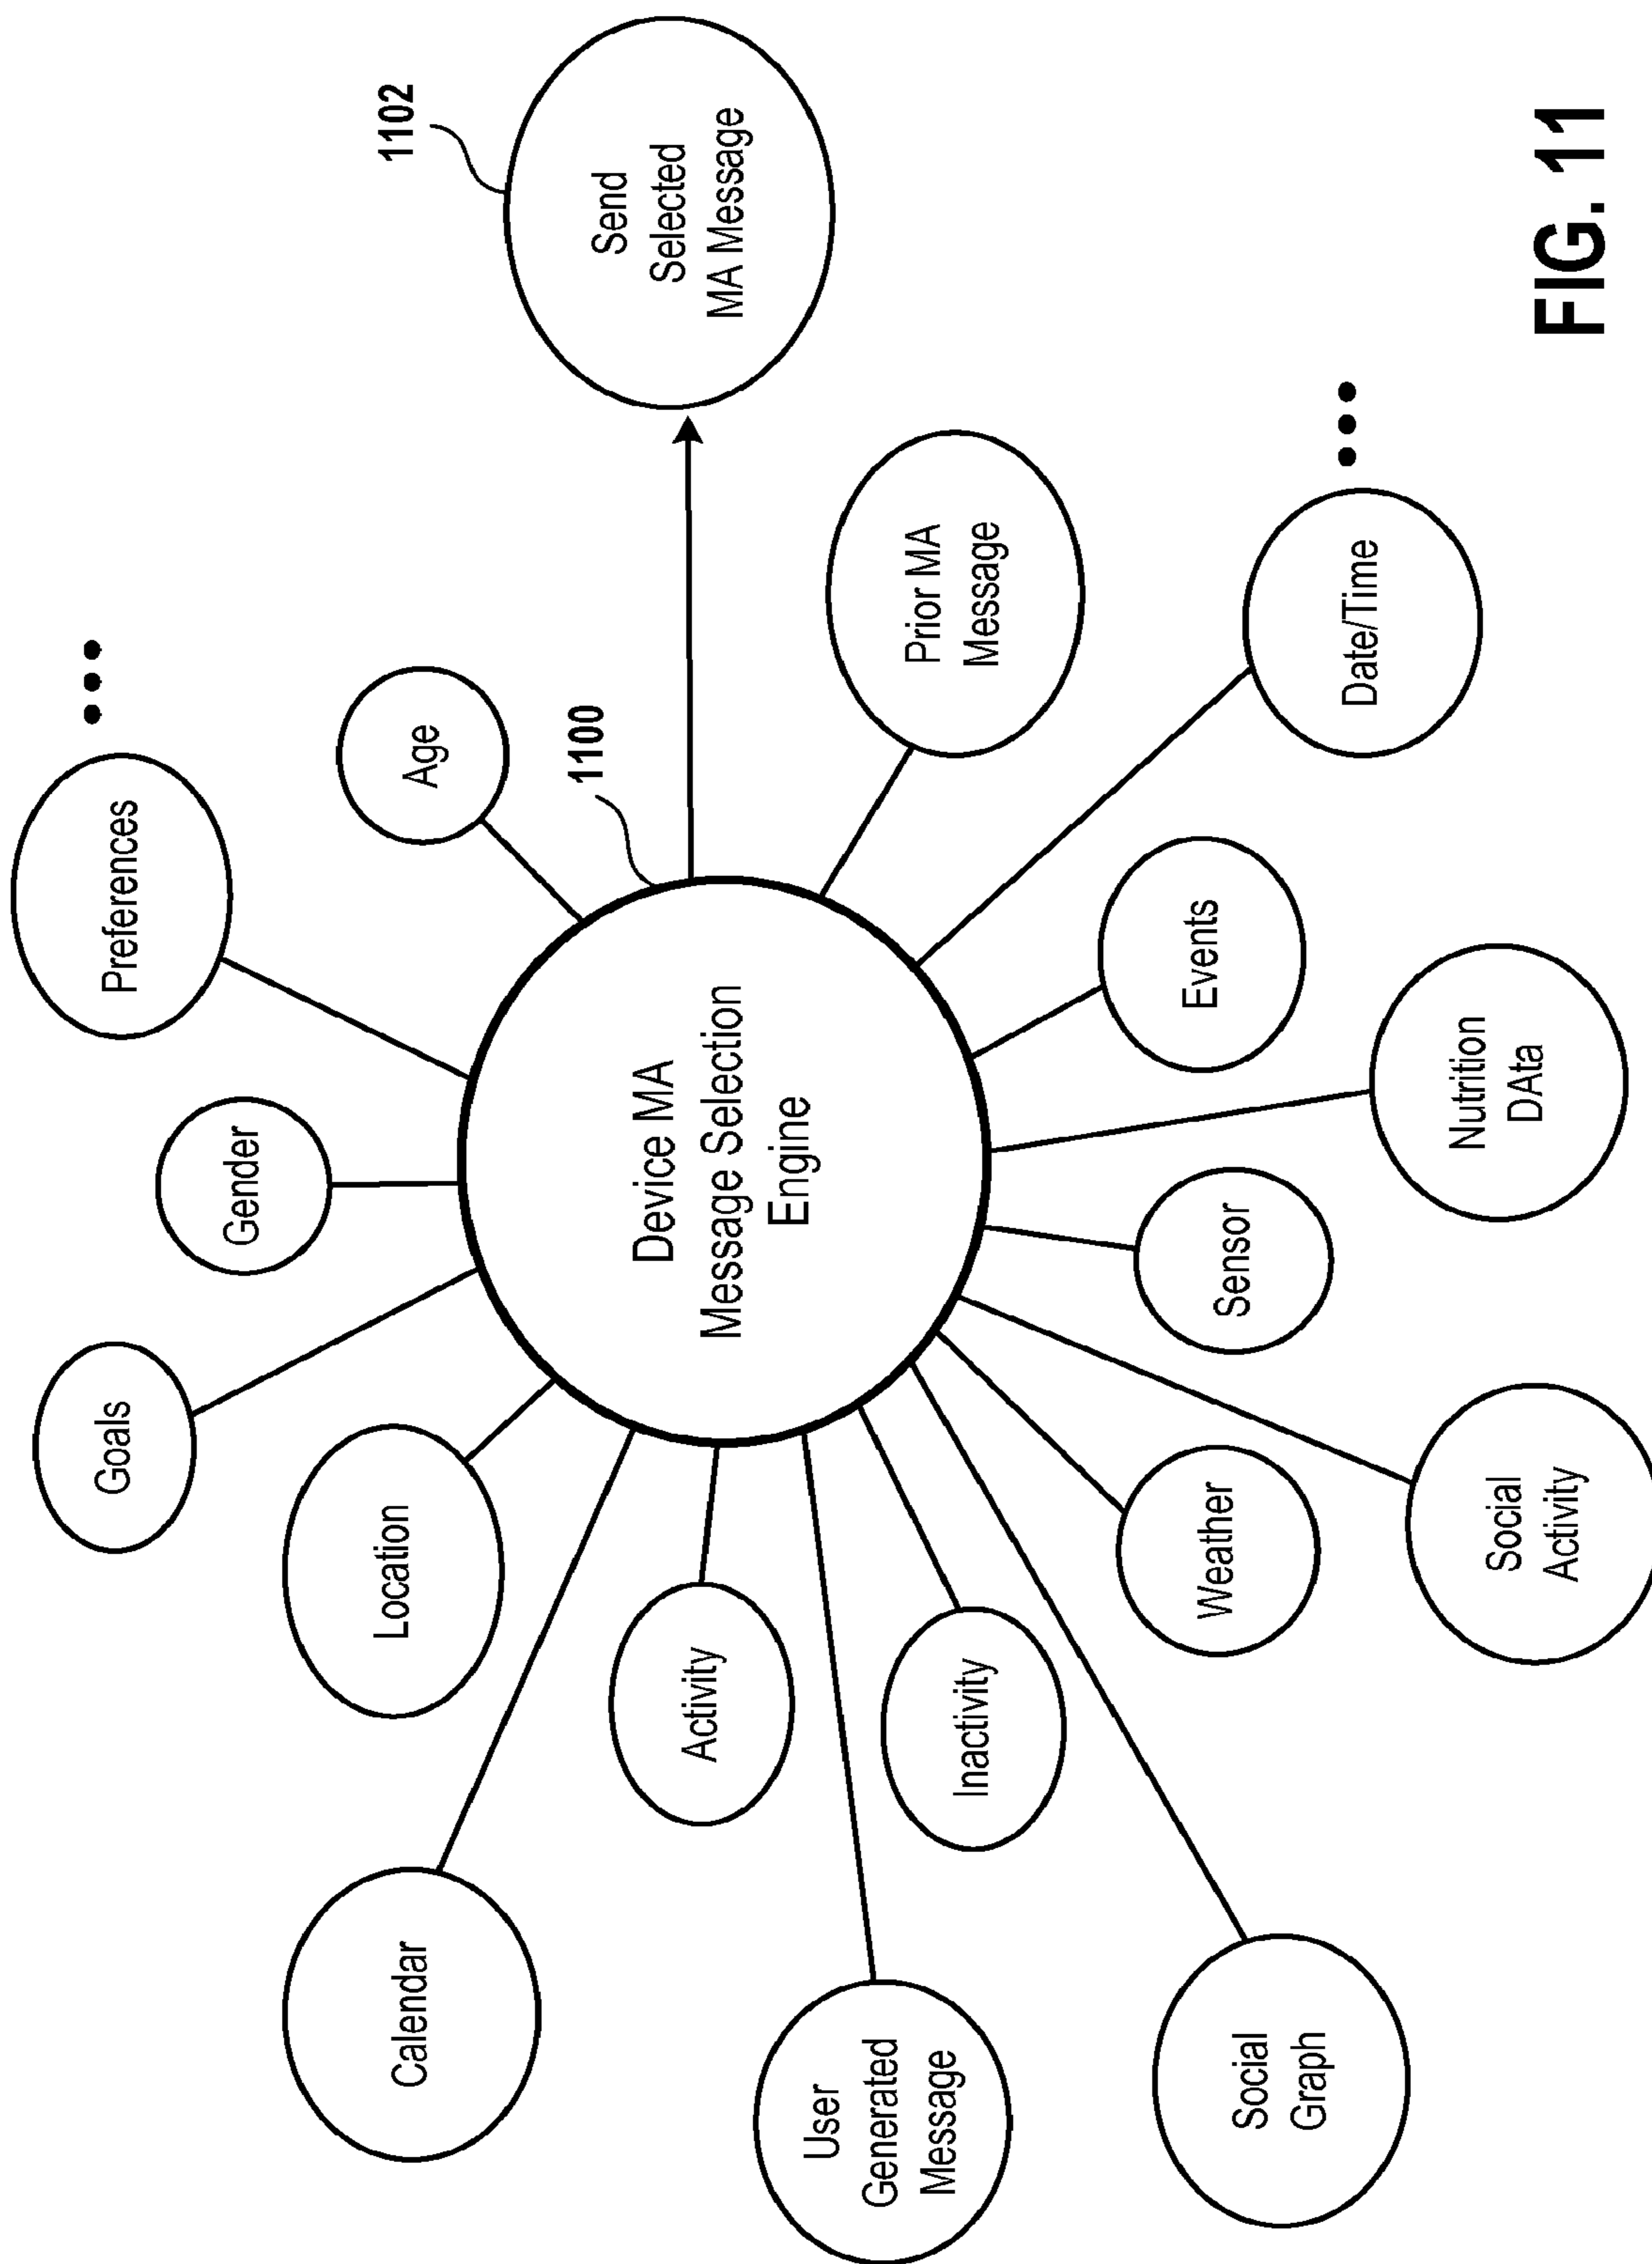 Preferences
Goals
Gender
Age
Location
Calendar
1100
1102
Send
Selected
MA Message
Device MA
Message Selection
Engine
Activity
User
Generated
Message
Inactivity
Prior MA
Message
Social
Graph
Weather
Sensor
Events
Date/Time
Social
Activity
Nutrition
DAta
FIG. 11